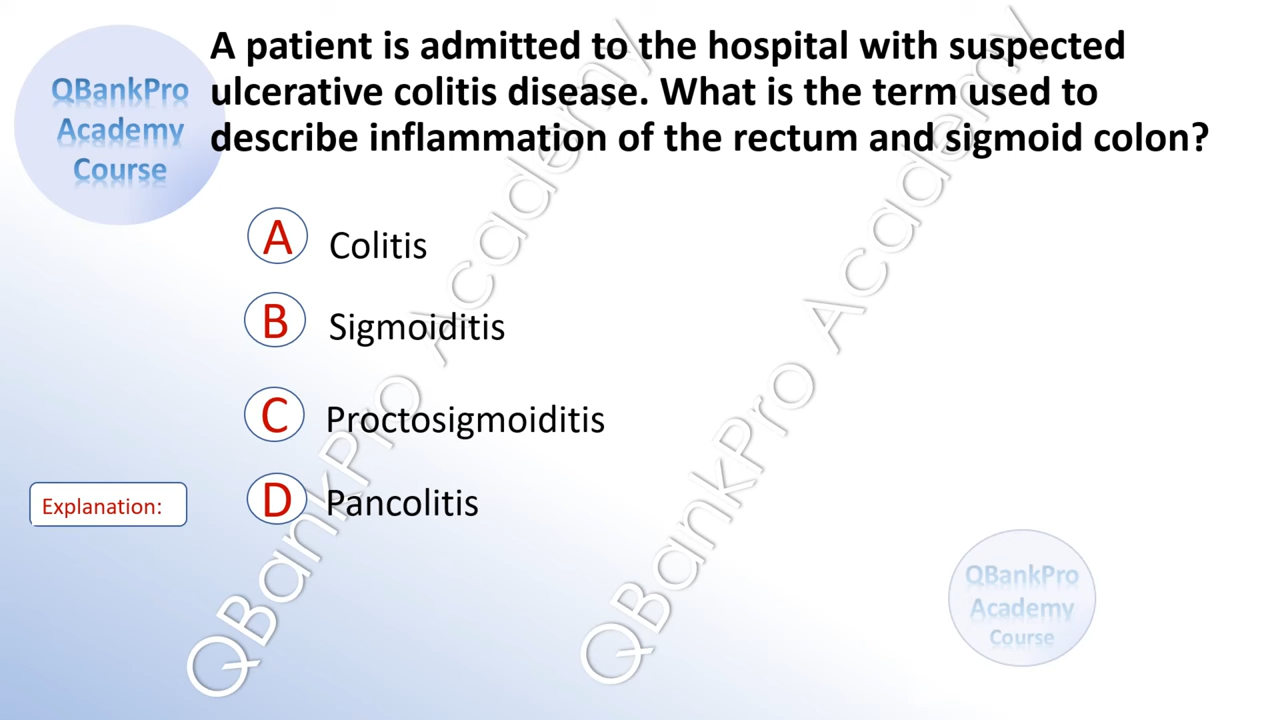 QBankPro
Academy
Course
A patient is admitted to the hospital with suspected
ulcerative colitis disease. What is the term used to
describe inflammation of the rectum and sigmoid colon?
A Colitis
B Sigmoiditis
C Proctosigmoiditis
Explanation:
D Pancolitis
QBankPro Academy
QBankPro Academy
QBankPro
Academy
Course